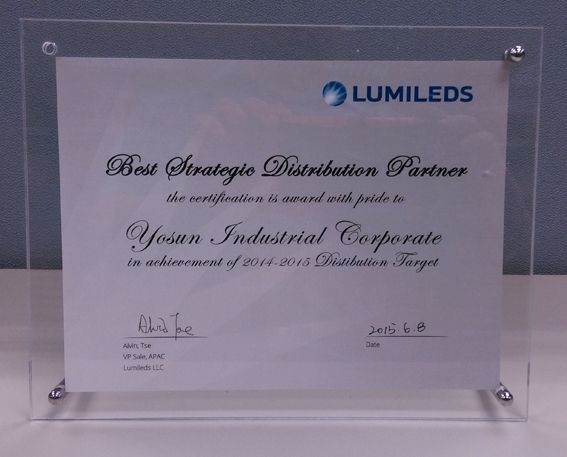 LUMILEDS
Best Strategic Distribution Partner
the certification is award with pride to
Yosun Industrial Corporate
in achievement of 2014-2015 Distibution Target
Alvin Tse
2015.6.8
Alvin, Tse
Date
VP Sale, APAC
Lumileds LLC